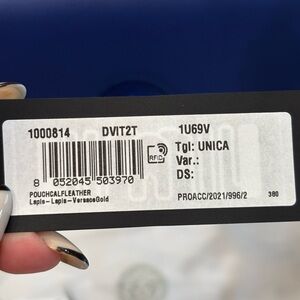 1000814 DVIT2T 1U69V
RFID
Tgl: UNICA
Var.:
DS:
8 052045 503970
POUCHCALFLEATHER
Lapis-Lapis-VersaceGold
PROACC/2021/996/2 380